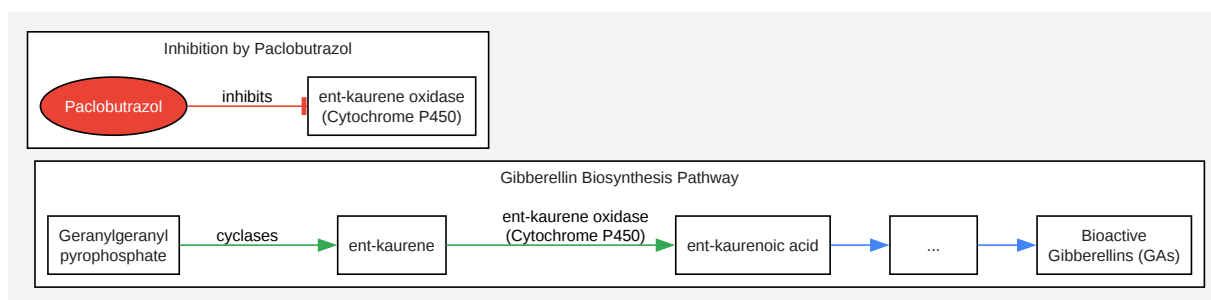 Inhibition by Paclobutrazol
Paclobutrazol
inhibits
ent-kaurene oxidase
(Cytochrome P450)
Gibberellin Biosynthesis Pathway
Geranylgeranyl
pyrophosphate
cyclases
ent-kaurene
ent-kaurene oxidase
(Cytochrome P450)
ent-kaurenoic acid
...
Bioactive
Gibberellins (GAs)